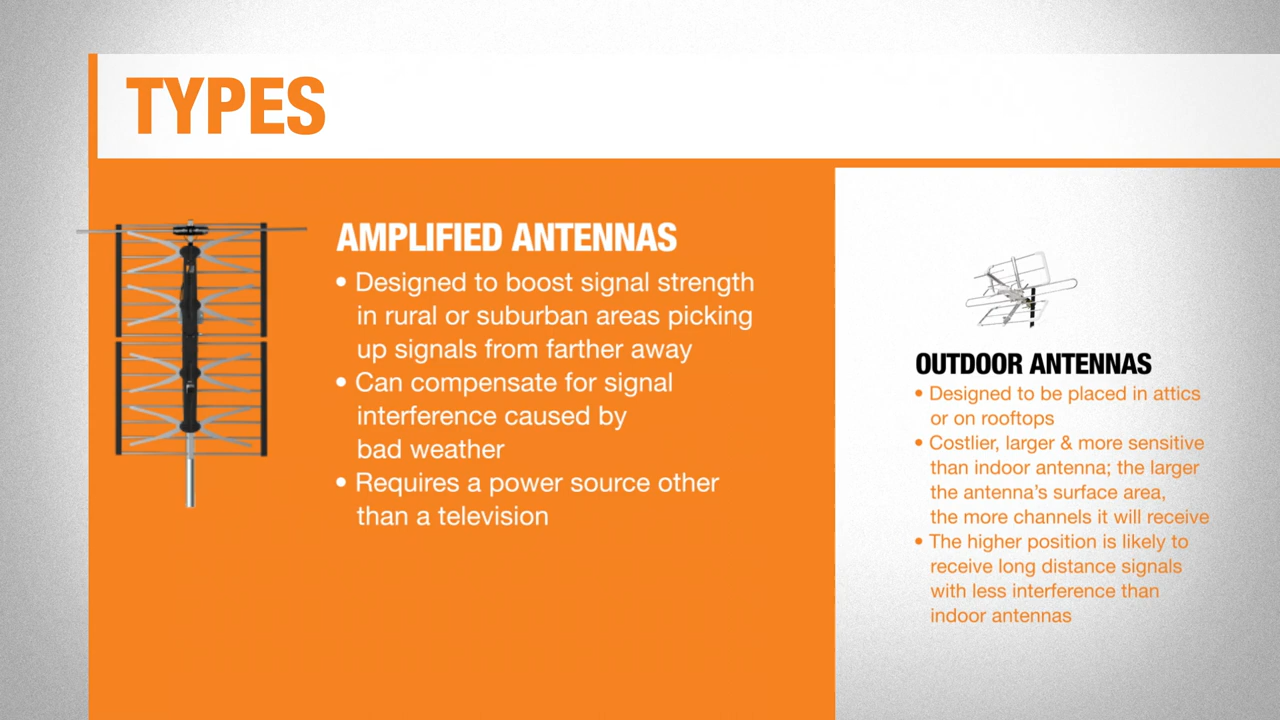 TYPES
AMPLIFIED ANTENNAS
• Designed to boost signal strength
in rural or suburban areas picking
up signals from farther away
• Can compensate for signal
interference caused by
bad weather
• Requires a power source other
than a television
OUTDOOR ANTENNAS
• Designed to be placed in attics
or on rooftops
• Costlier, larger & more sensitive
than indoor antenna; the larger
the antenna's surface area,
the more channels it will receive
• The higher position is likely to
receive long distance signals
with less interference than
indoor antennas